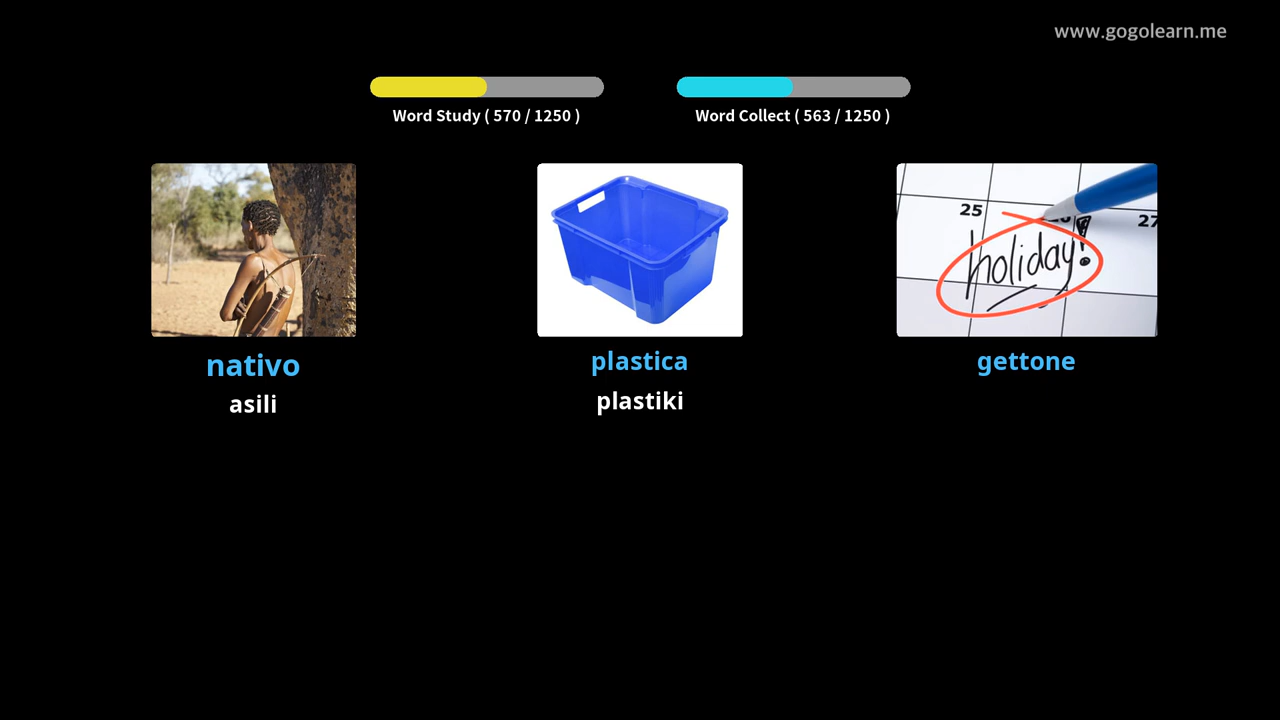 www.gogolearn.me
Word Study ( 570 / 1250 )
Word Collect ( 563 / 1250 )
25
27
holiday!
nativo
plastica
gettone
asili
plastiki